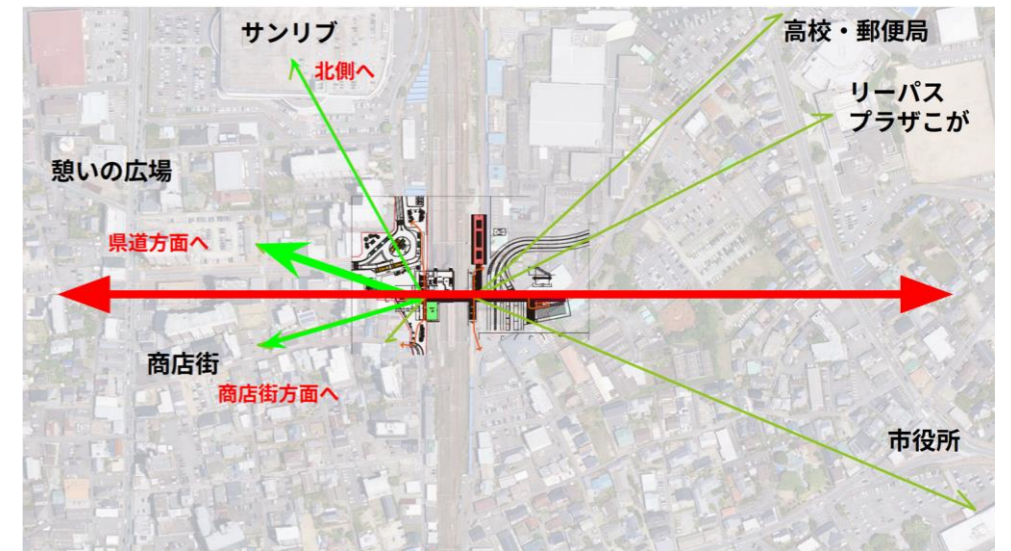 サンリブ
北側へ
高校・郵便局
リーパス
プラザこが
憩いの広場
県道方面へ
商店街
商店街方面へ
市役所